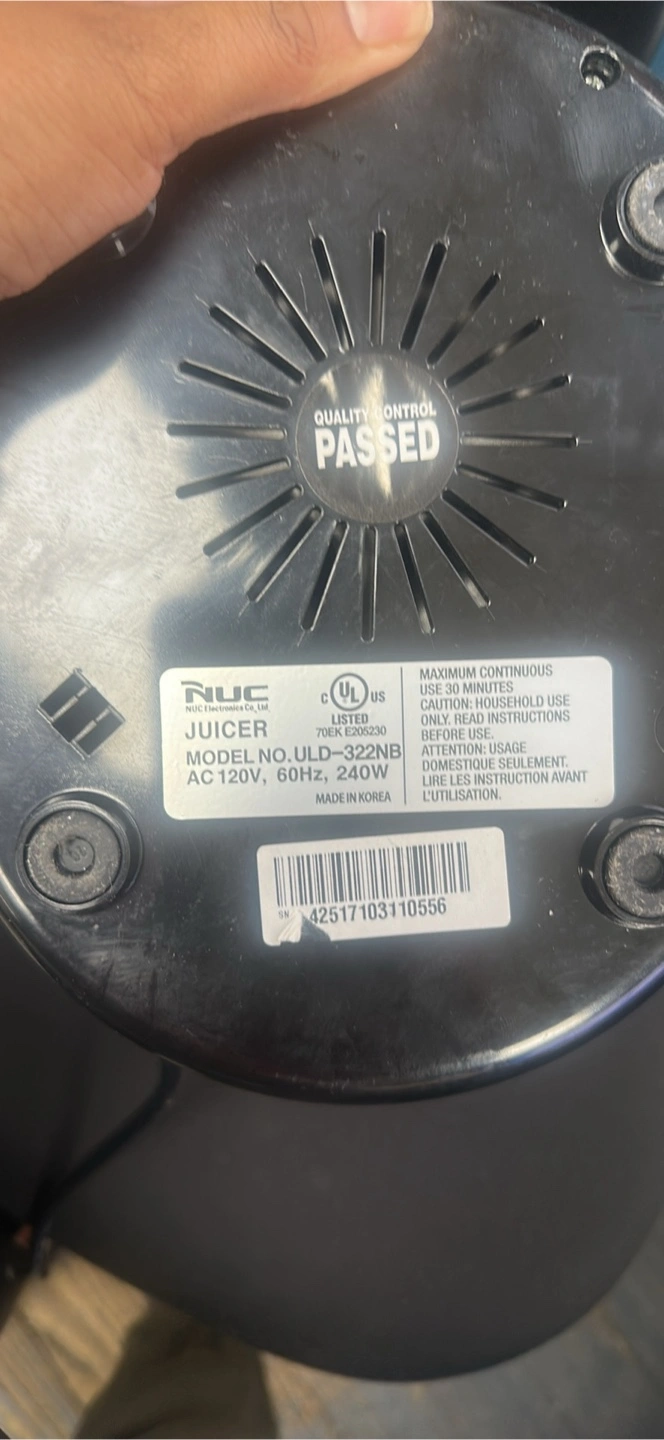 QUALITY CONTROL
PASSED
NUC
NUC Electronics Co., Ltd.
JUICER
C UL US
LISTED
70EK E205230
MODEL NO. ULD-322NB
AC 120V, 60Hz, 240W
MADE IN KOREA
MAXIMUM CONTINUOUS
USE 30 MINUTES
CAUTION: HOUSEHOLD USE
ONLY. READ INSTRUCTIONS
BEFORE USE.
ATTENTION: USAGE
DOMESTIQUE SEULEMENT.
LIRE LES INSTRUCTION AVANT
L'UTILISATION.
SN 42517103110556